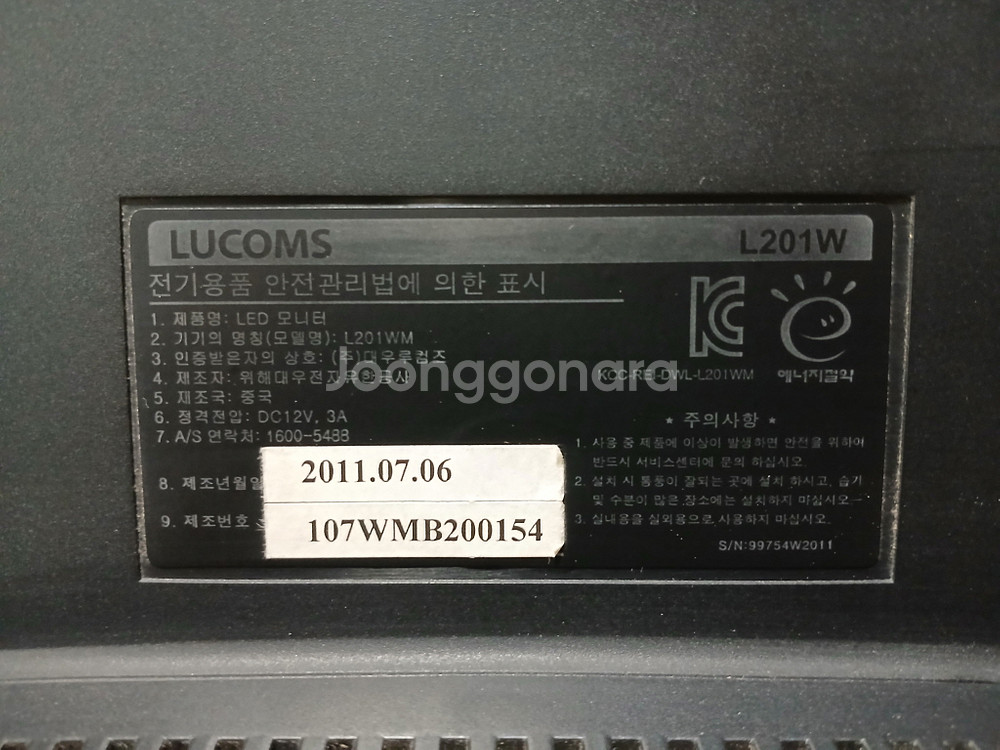 LUCOMS
L201W
전기용품 안전관리법에 의한 표시
1. 제품명: LED 모니터
2. 기기의 명칭(모델명): L201WM
3. 인증받은자의 상호: (주)대우루컴즈
4. 제조자: 위해대우전자유한공사
5. 제조국: 중국
6. 정격전압: DC12V, 3A
7. A/S 연락처: 1600-5488
8. 제조년월일
2011.07.06
9. 제조번호
107WMB200154
KCC-REI-DWL-L201WM
에너지절약
* 주의사항 *
1. 사용 중 제품에 이상이 발생하면 안전을 위하여
반드시 서비스센터에 문의 하십시오.
2. 설치 시 통풍이 잘되는 곳에 설치 하시고, 습기
및 수분이 많은 장소에는 설치하지 마십시오
3. 실내용을 실외용으로 사용하지 마십시오.
S/N:99754W2011
Joonggonara